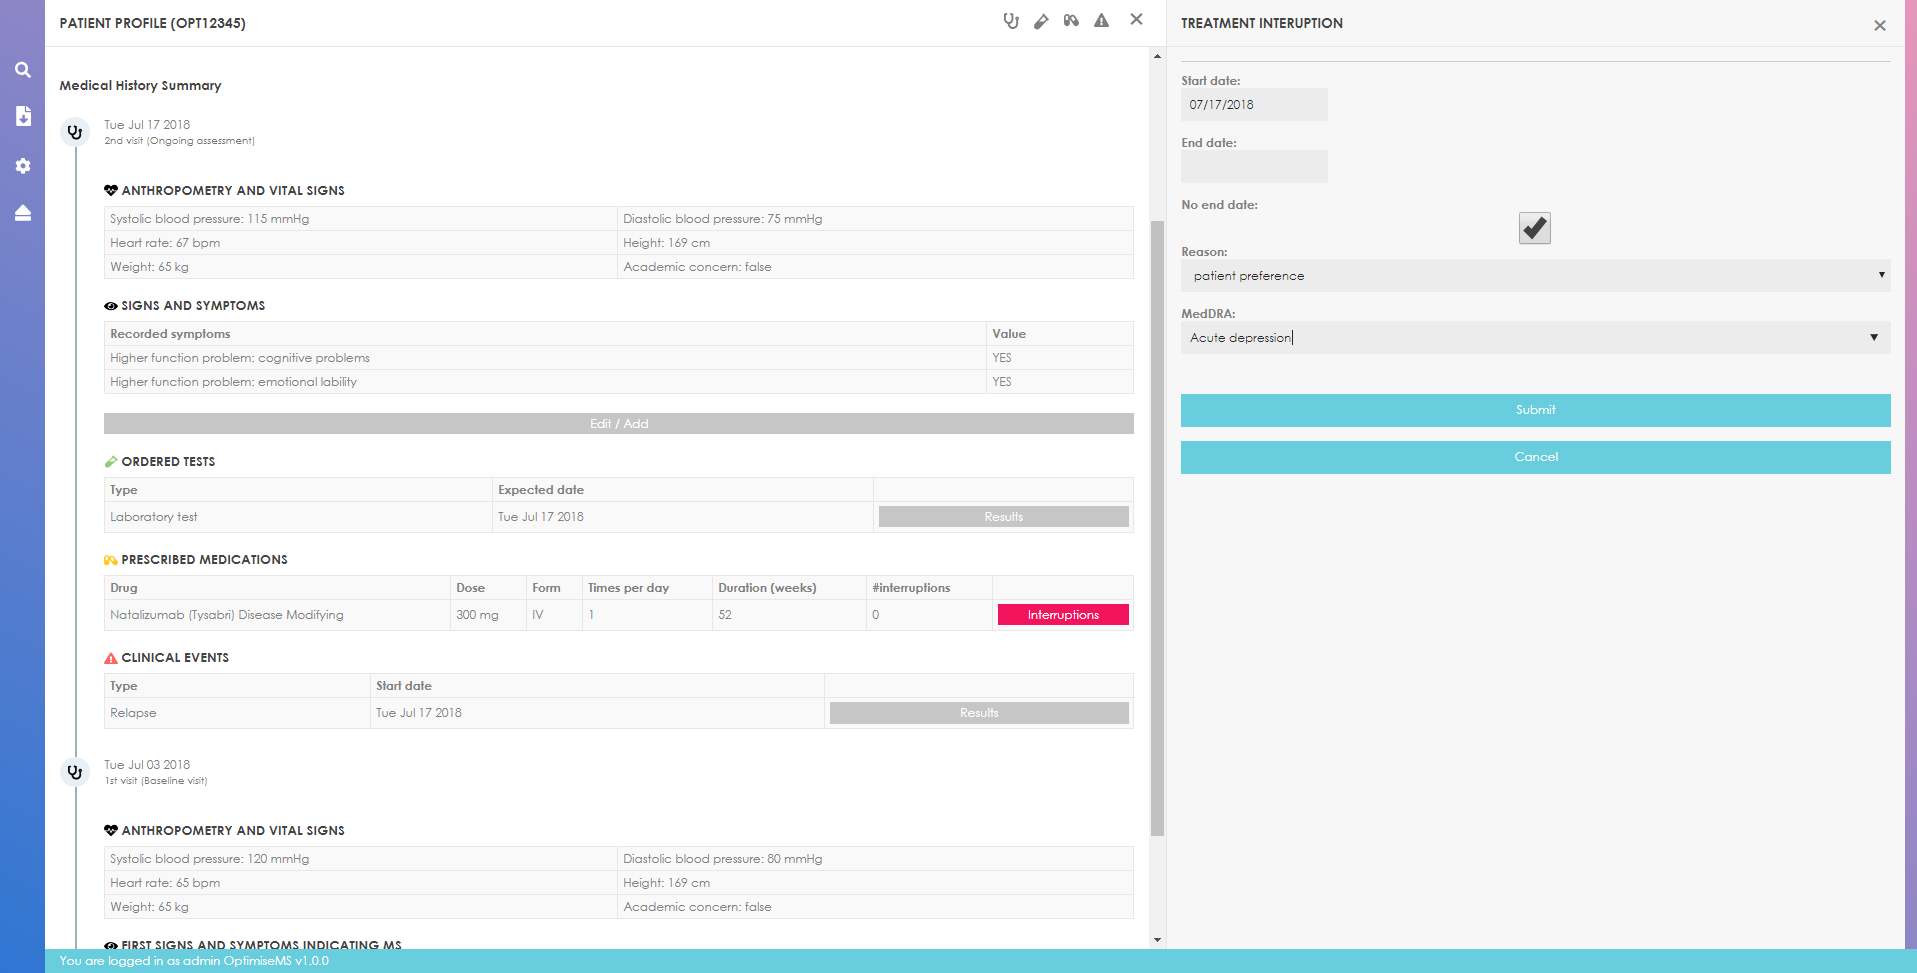 PATIENT PROFILE (OPT12345)
Medical History Summary
Tue Jul 17 2018
2nd visit (Ongoing assessment)
ANTHROPOMETRY AND VITAL SIGNS
Systolic blood pressure: 115 mmHg Diastolic blood pressure: 75 mmHg
Heart rate: 67 bpm Height: 169 cm
Weight: 65 kg Academic concern: false
SIGNS AND SYMPTOMS
Recorded symptoms Value
Higher function problem: cognitive problems YES
Higher function problem: emotional lability YES
Edit / Add
ORDERED TESTS
Type Expected date
Laboratory test Tue Jul 17 2018 Results
PRESCRIBED MEDICATIONS
Drug Dose Form Times per day Duration (weeks) #interruptions
Natalizumab (Tysabri) Disease Modifying 300 mg IV 1 52 0 Interruptions
CLINICAL EVENTS
Type Start date
Relapse Tue Jul 17 2018 Results
Tue Jul 03 2018
1st visit (Baseline visit)
ANTHROPOMETRY AND VITAL SIGNS
Systolic blood pressure: 120 mmHg Diastolic blood pressure: 80 mmHg
Heart rate: 65 bpm Height: 169 cm
Weight: 65 kg Academic concern: false
FIRST SIGNS AND SYMPTOMS INDICATING MS
TREATMENT INTERUPTION
Start date:
07/17/2018
End date:
No end date:
Reason:
patient preference
MedDRA:
Acute depression
Submit
Cancel
You are logged in as admin OptimiseMS v1.0.0